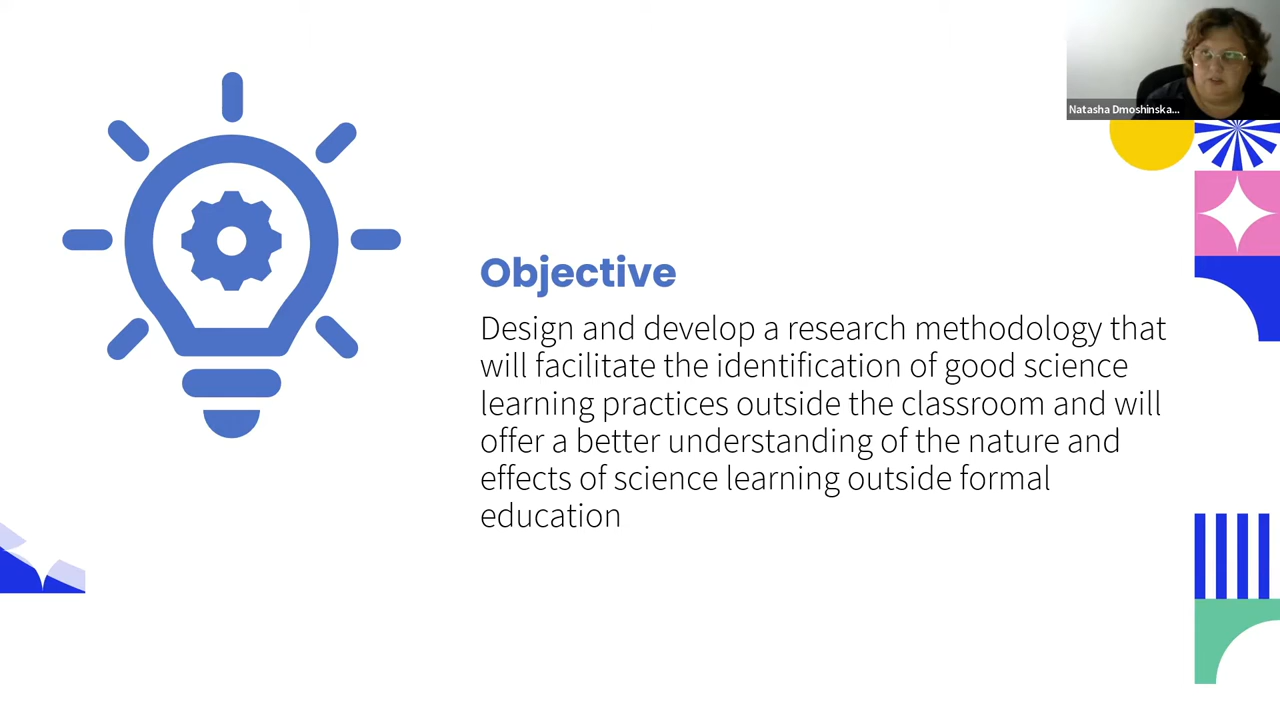 Natasha Dmoshinska...
Objective
Design and develop a research methodology that
will facilitate the identification of good science
learning practices outside the classroom and will
offer a better understanding of the nature and
effects of science learning outside formal
education